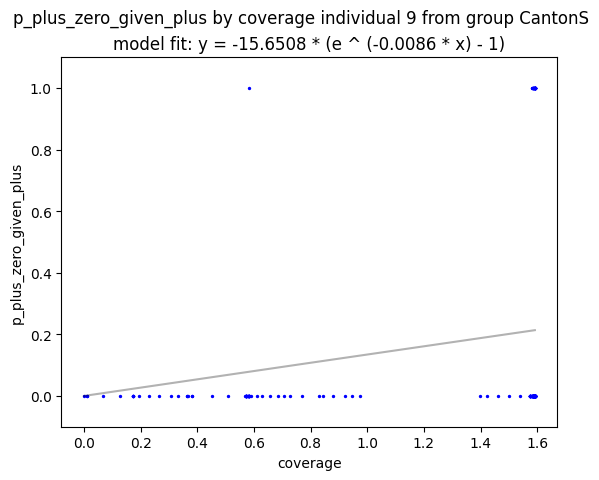 p_plus_zero_given_plus by coverage individual 9 from group CantonS
model fit: y = -15.6508 * (e ^ (-0.0086 * x) - 1)
p_plus_zero_given_plus
1.0
0.8
0.6
0.4
0.2
0.0
0.0 0.2 0.4 0.6 0.8 1.0 1.2 1.4 1.6
coverage